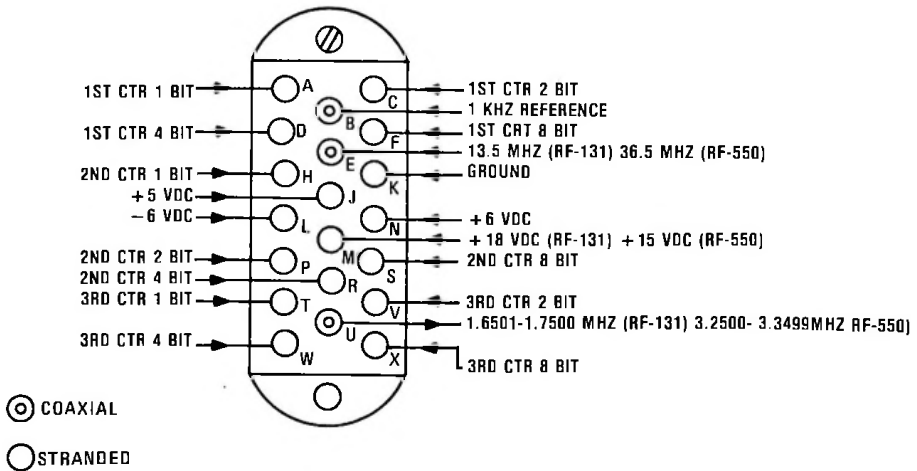 1ST CTR 1 BIT
A
C
1ST CTR 2 BIT
B
1 KHZ REFERENCE
1ST CTR 4 BIT
D
F
1ST CRT 8 BIT
E
13.5 MHZ (RF-131) 36.5 MHZ (RF-550)
2ND CTR 1 BIT
H
K
GROUND
+5 VDC
J
-6 VDC
L
N
+6 VDC
M
+18 VDC (RF-131) +15 VDC (RF-550)
2ND CTR 2 BIT
P
S
2ND CTR 8 BIT
2ND CTR 4 BIT
R
3RD CTR 1 BIT
T
V
3RD CTR 2 BIT
U
1.6501-1.7500 MHZ (RF-131) 3.2500- 3.3499MHZ RF-550)
3RD CTR 4 BIT
W
X
3RD CTR 8 BIT
COAXIAL
STRANDED